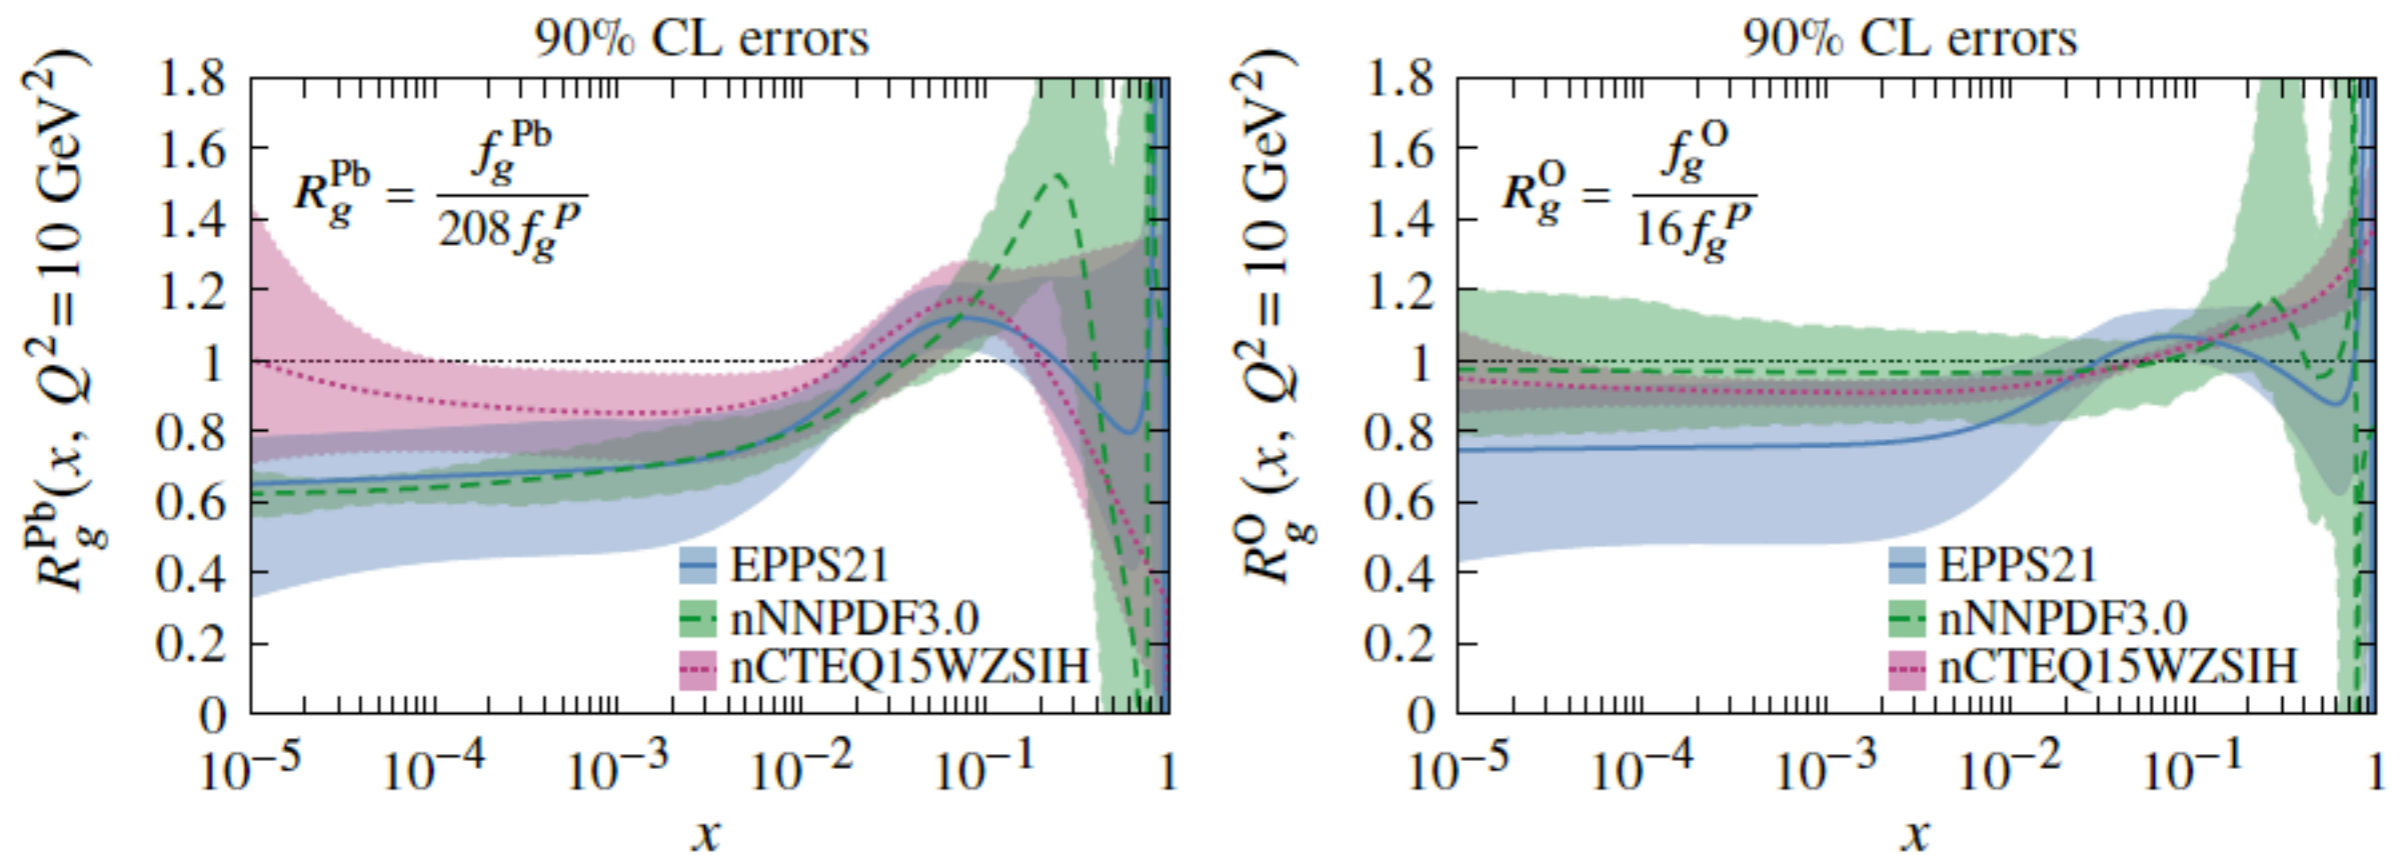 90% CL errors
R_g^Pb(x, Q^2 = 10 GeV^2)
1.8
1.6
1.4
1.2
1
0.8
0.6
0.4
0.2
0
R_g^Pb = f_g^Pb / 208 f_g^p
EPPS21
nNNPDF3.0
nCTEQ15WZSIH
10^−5 10^−4 10^−3 10^−2 10^−1 1
x
90% CL errors
R_g^O(x, Q^2 = 10 GeV^2)
1.8
1.6
1.4
1.2
1
0.8
0.6
0.4
0.2
0
R_g^O = f_g^O / 16 f_g^p
EPPS21
nNNPDF3.0
nCTEQ15WZSIH
10^−5 10^−4 10^−3 10^−2 10^−1 1
x